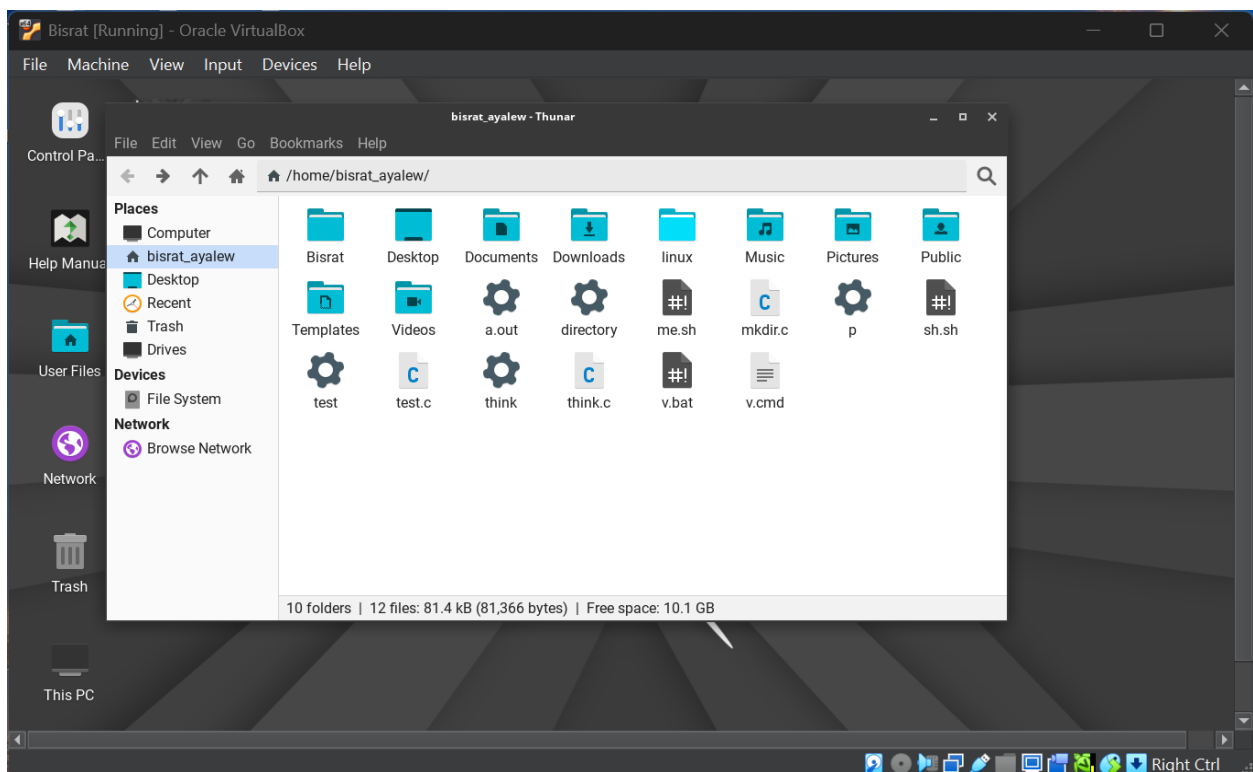 Bisrat [Running] - Oracle VirtualBox
File Machine View Input Devices Help
Control Pa...
Help Manua
User Files
Network
Trash
This PC
bisrat_ayalew - Thunar
File Edit View Go Bookmarks Help
/home/bisrat_ayalew/
Places
Computer
bisrat_ayalew
Desktop
Recent
Trash
Drives
Devices
File System
Network
Browse Network
Bisrat Desktop Documents Downloads linux Music Pictures Public
Templates Videos a.out directory me.sh mkdir.c p sh.sh
test test.c think think.c v.bat v.cmd
10 folders | 12 files: 81.4 kB (81,366 bytes) | Free space: 10.1 GB
Right Ctrl